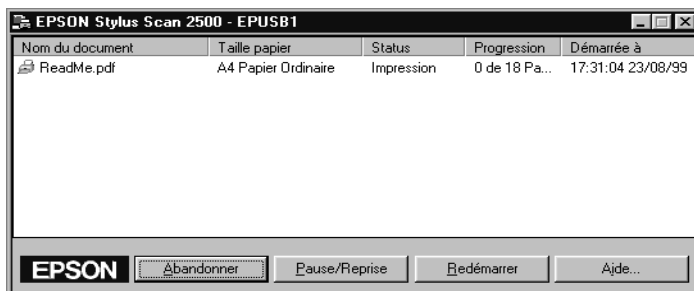 EPSON Stylus Scan 2500 - EPUSB1
Nom du document Taille papier Status Progression Démarrée à
ReadMe.pdf A4 Papier Ordinaire Impression 0 de 18 Pa... 17:31:04 23/08/99
EPSON Abandonner Pause/Reprise Redémarrer Aide...